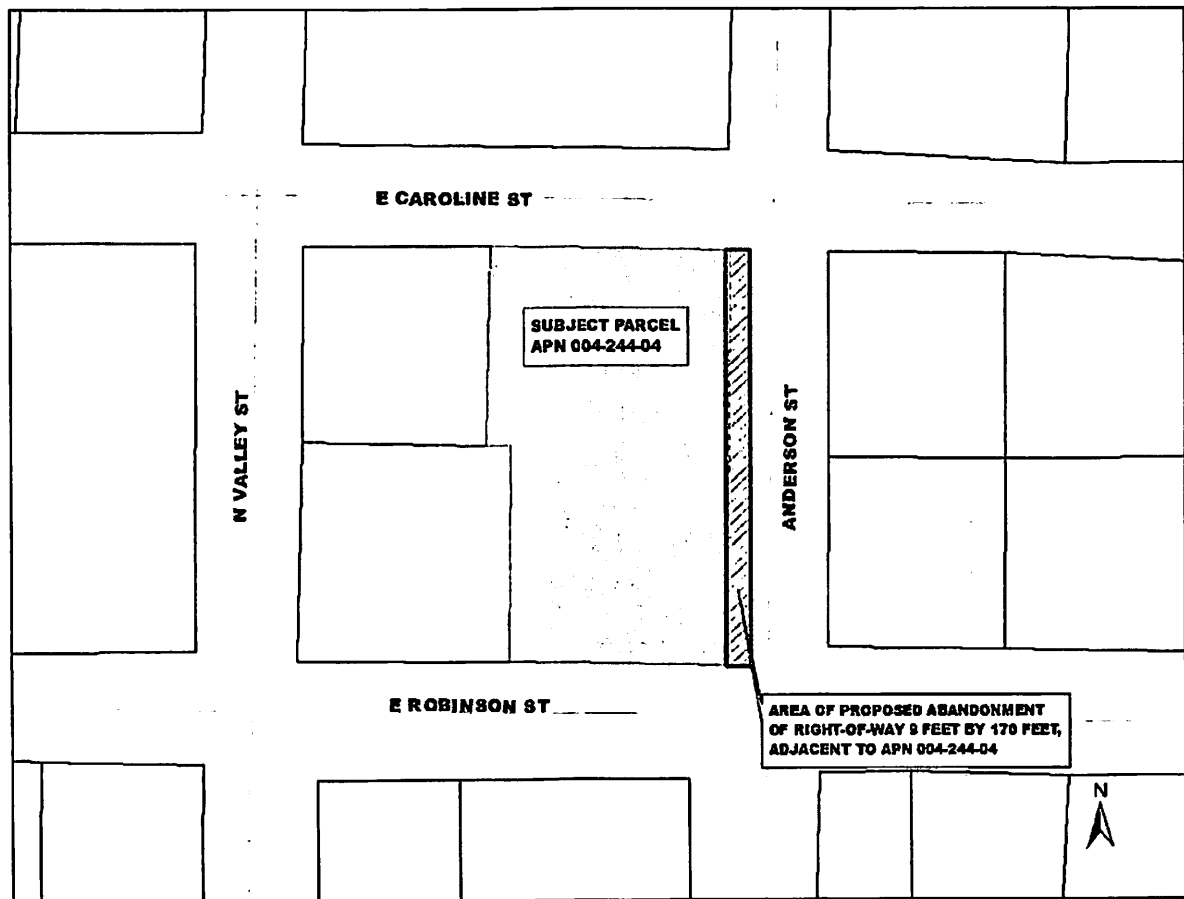 E CAROLINE ST
SUBJECT PARCEL
APN 004-244-04
N VALLEY ST
ANDERSON ST
E ROBINSON ST
AREA OF PROPOSED ABANDONMENT
OF RIGHT-OF-WAY 9 FEET BY 170 FEET,
ADJACENT TO APN 004-244-04
N